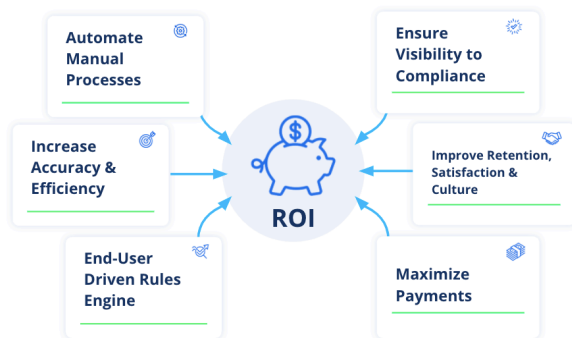 Automate
Manual
Processes
Ensure
Visibility to
Compliance
Increase
Accuracy &
Efficiency
$
ROI
Improve Retention,
Satisfaction &
Culture
End-User
Driven Rules
Engine
Maximize
Payments